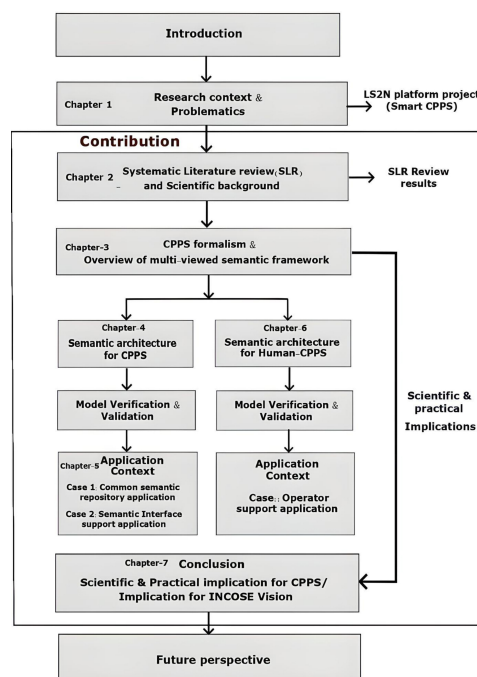 Introduction
Chapter 1
Research context &
Problematics
LS2N platform project
(Smart CPPS)
Contribution
Chapter 2
Systematic Literature review(SLR)
and Scientific background
SLR Review
results
Chapter-3
CPPS formalism &
Overview of multi-viewed semantic framework
Chapter-4
Semantic architecture
for CPPS
Chapter-6
Semantic architecture
for Human-CPPS
Model Verification &
Validation
Model Verification &
Validation
Scientific &
practical
Implications
Chapter-5 Application
Context
Case 1: Common semantic
repository application
Case 2: Semantic Interface
support application
Application
Context
Case:: Operator
support application
Chapter-7 Conclusion
Scientific & Practical implication for CPPS/
Implication for INCOSE Vision
Future perspective